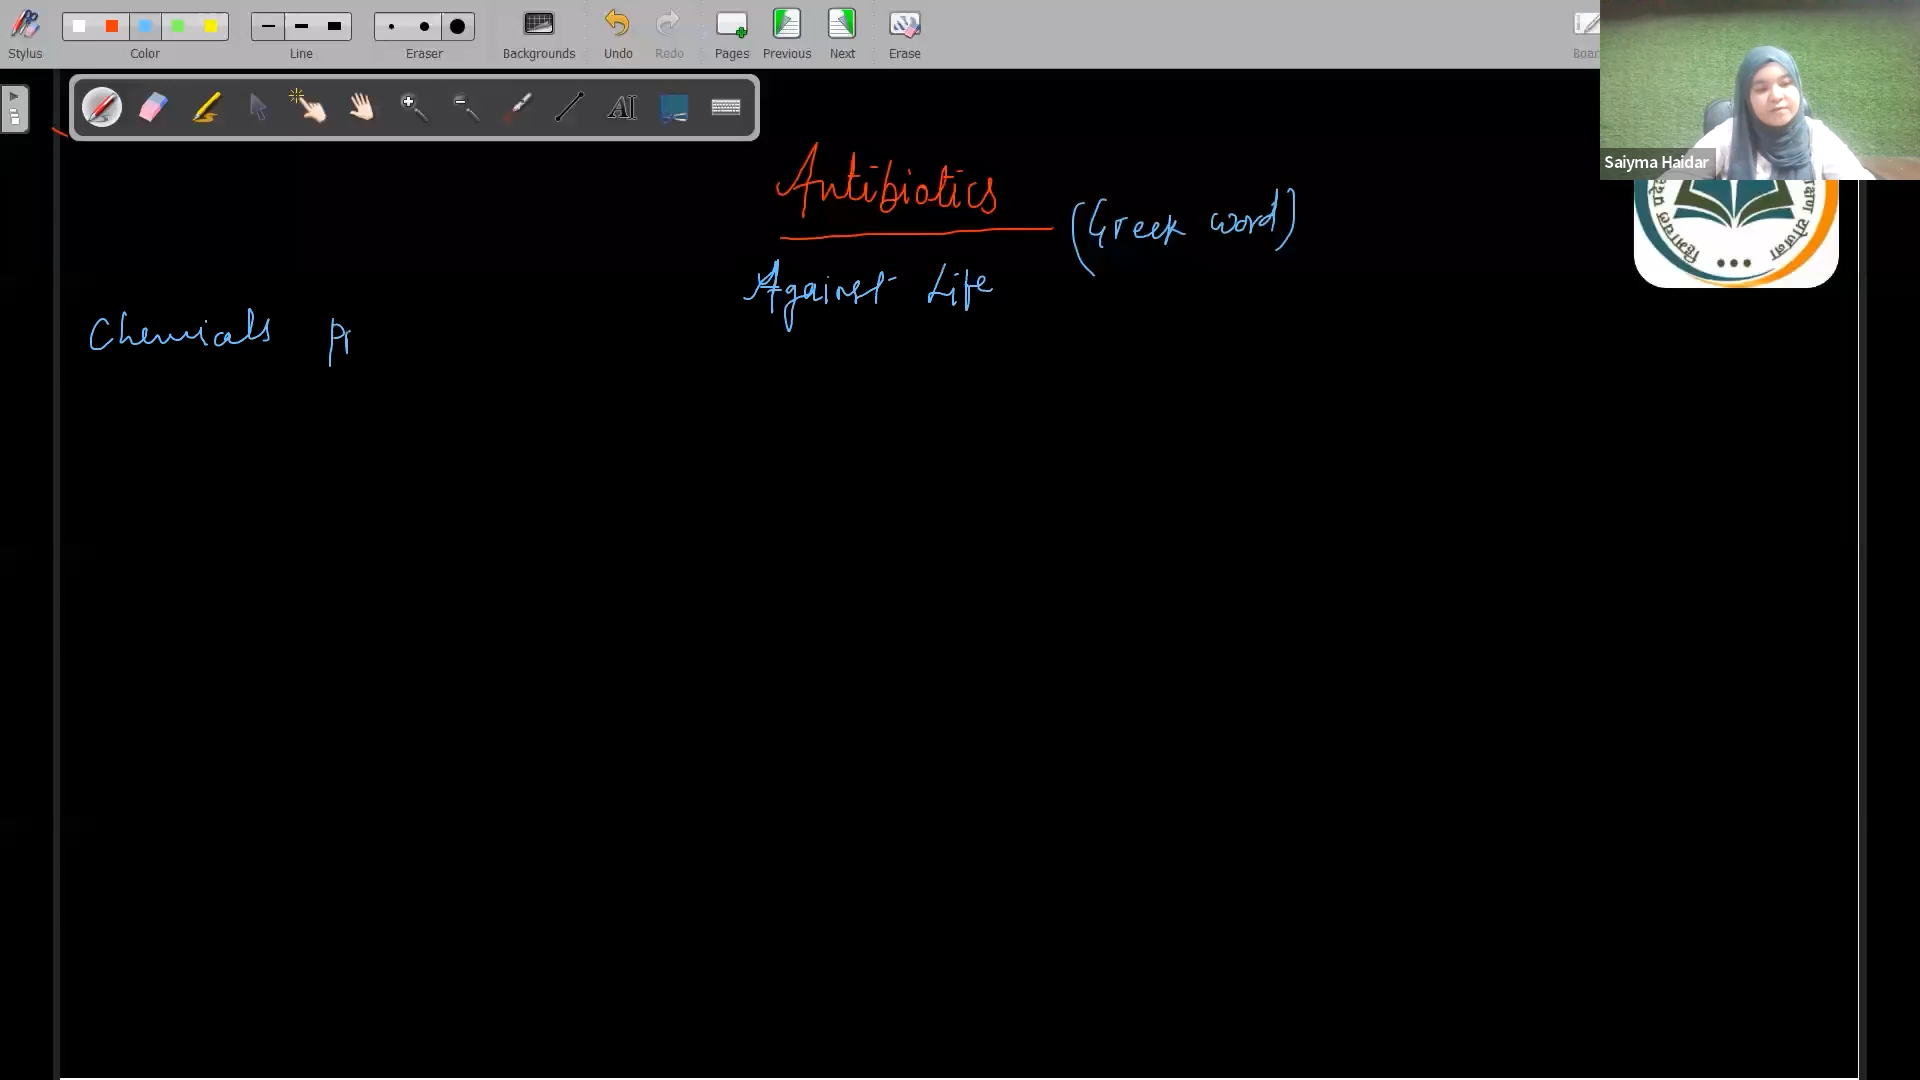 Stylus Color Line Eraser Backgrounds Undo Redo Pages Previous Next Erase
Saiyma Haidar
Antibiotics
(Greek word)
Against Life
Chemicals pr